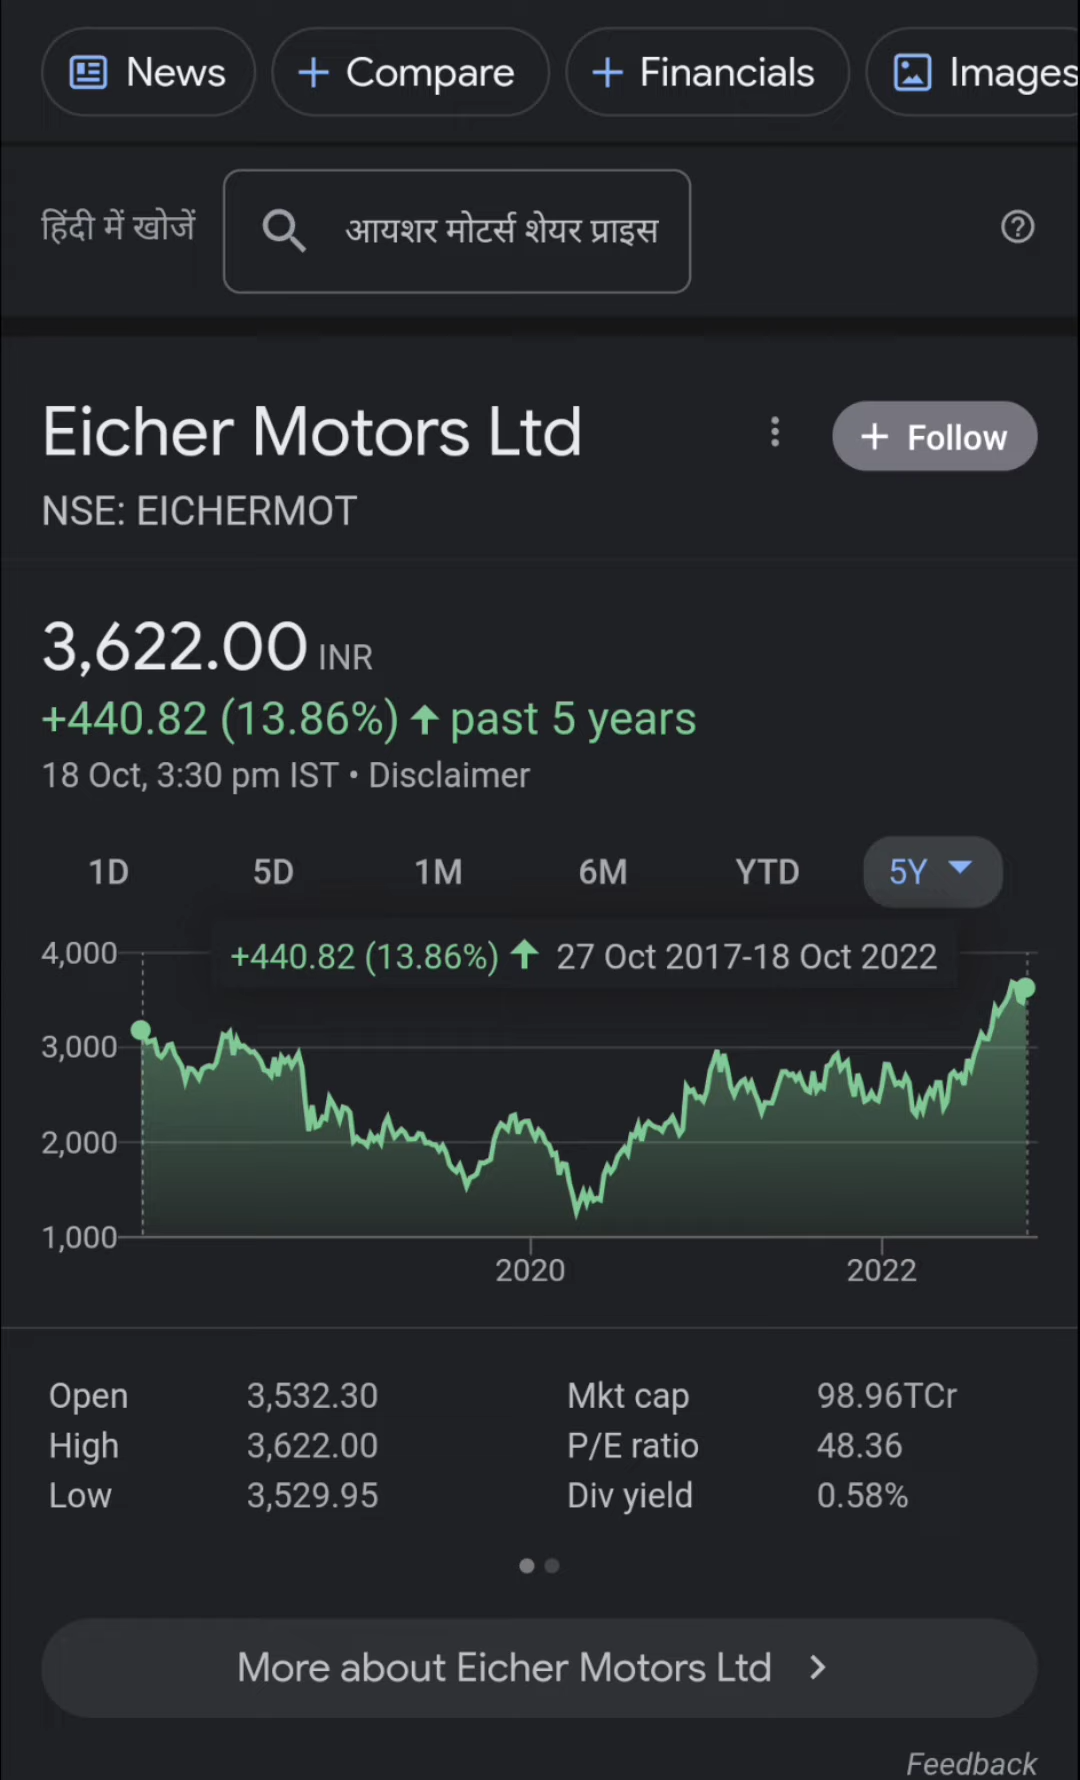 News + Compare + Financials Images
हिंदी में खोजें आयशर मोटर्स शेयर प्राइस
Eicher Motors Ltd + Follow
NSE: EICHERMOT
3,622.00 INR
+440.82 (13.86%) ↑ past 5 years
18 Oct, 3:30 pm IST • Disclaimer
1D 5D 1M 6M YTD 5Y
+440.82 (13.86%) ↑ 27 Oct 2017-18 Oct 2022
4,000
3,000
2,000
1,000
2020 2022
Open 3,532.30 Mkt cap 98.96TCr
High 3,622.00 P/E ratio 48.36
Low 3,529.95 Div yield 0.58%
More about Eicher Motors Ltd >
Feedback